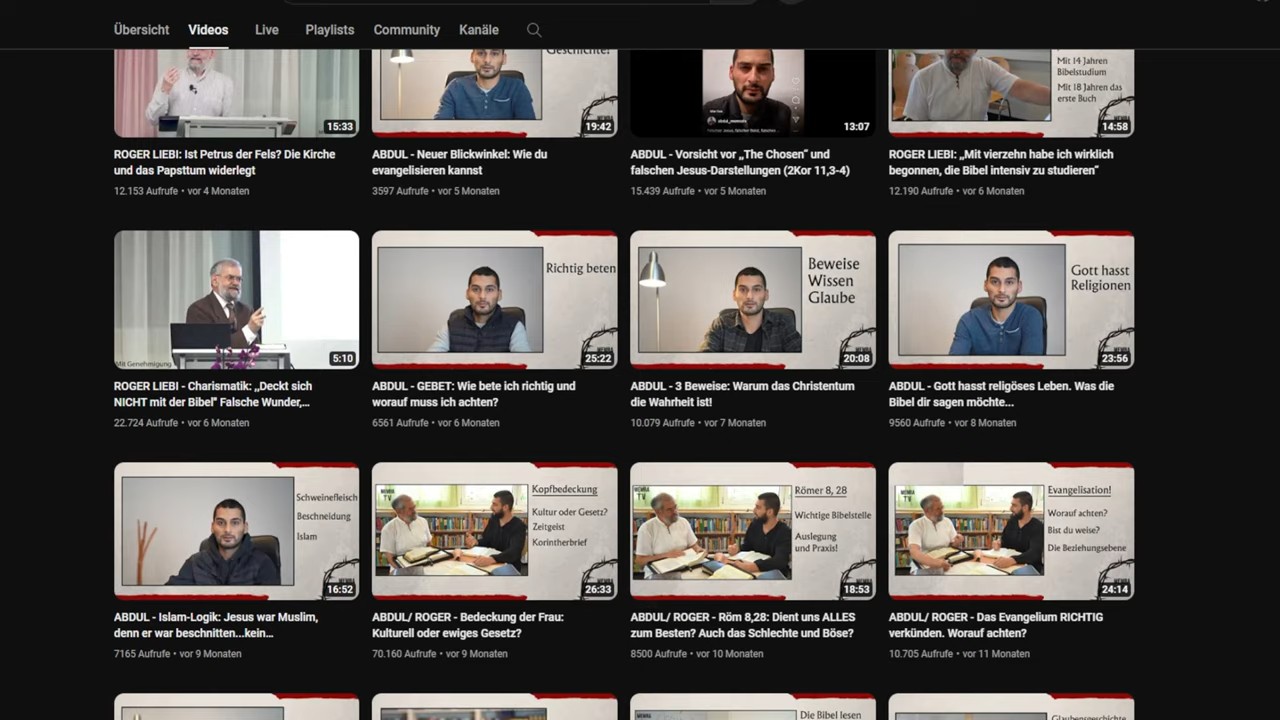 Übersicht
Videos
Live
Playlists
Community
Kanäle
Geschichte!
Mit 14 Jahren
Bibelstudium
Mit 18 Jahren das
erste Buch
15:33
19:42
13:07
14:58
ROGER LIEBI: Ist Petrus der Fels? Die Kirche
und das Papsttum widerlegt
12.153 Aufrufe • vor 4 Monaten
ABDUL - Neuer Blickwinkel: Wie du
evangelisieren kannst
3597 Aufrufe • vor 5 Monaten
ABDUL - Vorsicht vor „The Chosen“ und
falschen Jesus-Darstellungen (2Kor 11,3-4)
15.439 Aufrufe • vor 5 Monaten
ROGER LIEBI: „Mit vierzehn habe ich wirklich
begonnen, die Bibel intensiv zu studieren“
12.190 Aufrufe • vor 6 Monaten
Mit Genehmigung
5:10
Richtig beten
25:22
Beweise
Wissen
Glaube
20:08
Gott hasst
Religionen
23:56
ROGER LIEBI - Charismatik: „Deckt sich
NICHT mit der Bibel“ Falsche Wunder,...
22.724 Aufrufe • vor 6 Monaten
ABDUL - GEBET: Wie bete ich richtig und
worauf muss ich achten?
6561 Aufrufe • vor 6 Monaten
ABDUL - 3 Beweise: Warum das Christentum
die Wahrheit ist!
10.079 Aufrufe • vor 7 Monaten
ABDUL - Gott hasst religöses Leben. Was die
Bibel dir sagen möchte...
9560 Aufrufe • vor 8 Monaten
Schweinefleisch
Beschneidung
Islam
16:52
Kopfbedeckung
Kultur oder Gesetz?
Zeitgeist
Korintherbrief
26:33
Römer 8, 28
Wichtige Bibelstelle
Auslegung
und Praxis!
18:53
Evangelisation!
Worauf achten?
Bist du weise?
Die Beziehungsebene
24:14
ABDUL - Islam-Logik: Jesus war Muslim,
denn er war beschnitten...kein...
7165 Aufrufe • vor 9 Monaten
ABDUL/ ROGER - Bedeckung der Frau:
Kulturell oder ewiges Gesetz?
70.160 Aufrufe • vor 9 Monaten
ABDUL/ ROGER - Röm 8,28: Dient uns ALLES
zum Besten? Auch das Schlechte und Böse?
8500 Aufrufe • vor 10 Monaten
ABDUL/ ROGER - Das Evangelium RICHTIG
verkünden. Worauf achten?
10.705 Aufrufe • vor 11 Monaten
Die Bibel lesen
Glaubensgeschichte